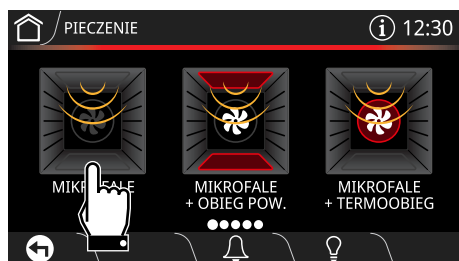 PIECZENIE
i 12:30
MIKROFALE
MIKROFALE
+ OBIEG POW.
MIKROFALE
+ TERMOOBIEG